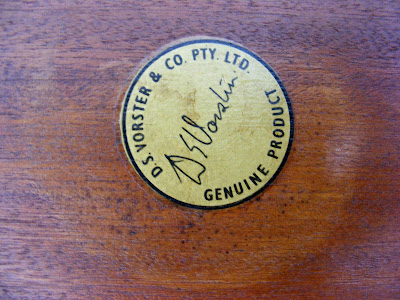 D.S. VORSTER & CO. PTY. LTD.
D S Vorster
GENUINE PRODUCT